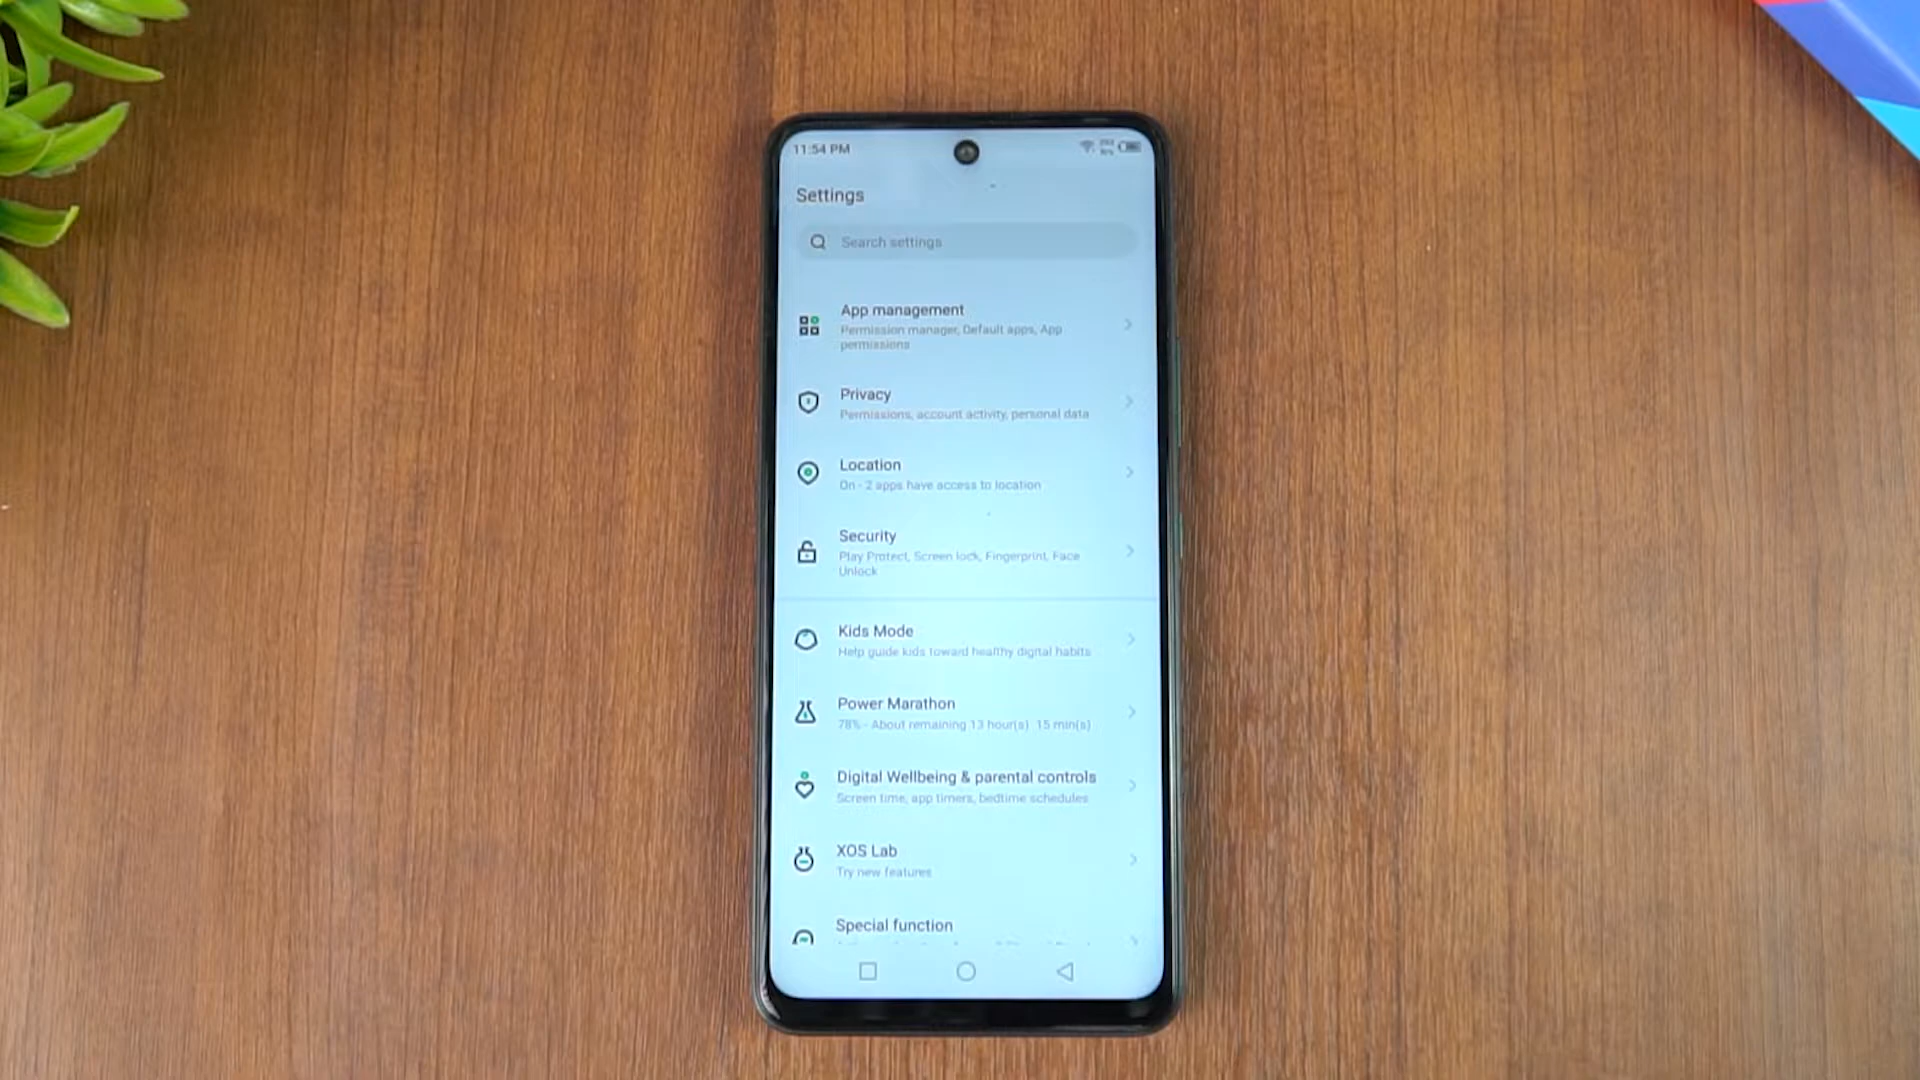 11:54 PM
Settings
Search settings
App management
Permission manager, Default apps, App
permissions
Privacy
Permissions, account activity, personal data
Location
On - 2 apps have access to location
Security
Play Protect, Screen lock, Fingerprint, Face
Unlock
Kids Mode
Help guide kids toward healthy digital habits
Power Marathon
78% - About remaining 13 hour(s) 15 min(s)
Digital Wellbeing & parental controls
Screen time, app timers, bedtime schedules
XOS Lab
Try new features
Special function